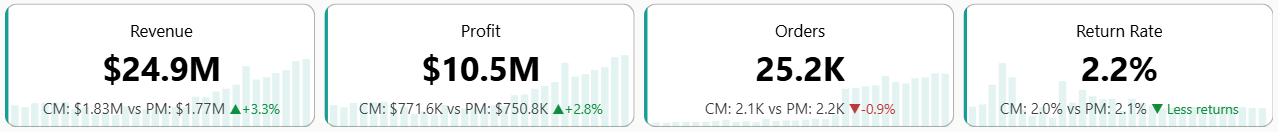 Revenue
$24.9M
CM: $1.83M vs PM: $1.77M ▲+3.3%
Profit
$10.5M
CM: $771.6K vs PM: $750.8K ▲+2.8%
Orders
25.2K
CM: 2.1K vs PM: 2.2K ▼-0.9%
Return Rate
2.2%
CM: 2.0% vs PM: 2.1% ▼ Less returns